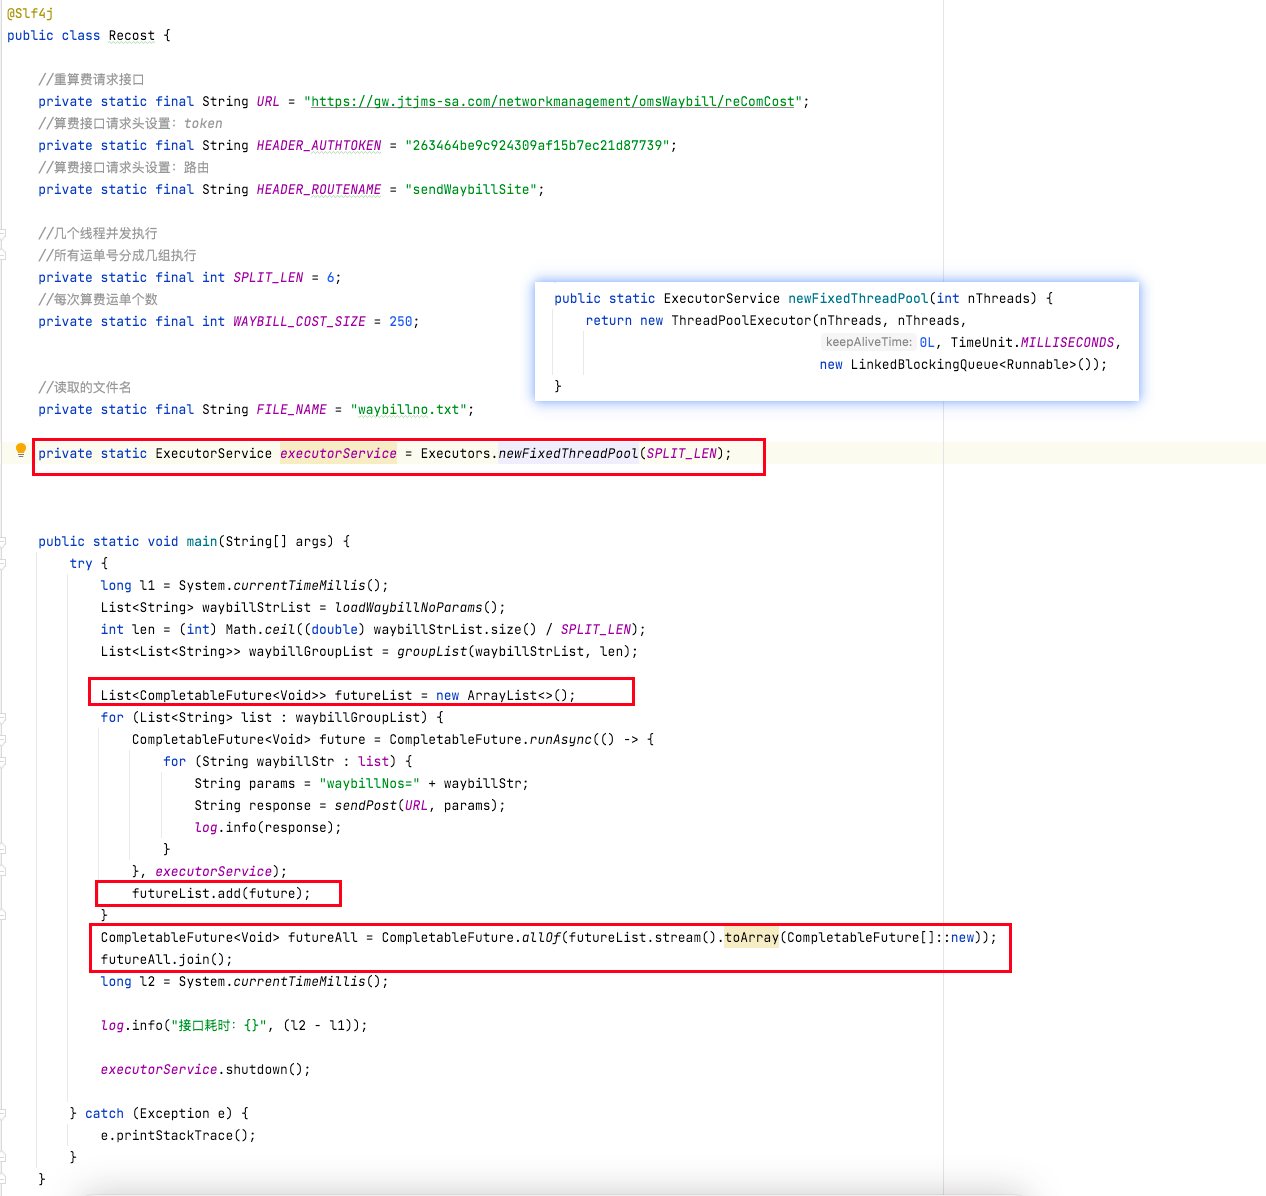 @Slf4j
public class Recost {
//重算费请求接口
private static final String URL = "https://gw.jtjms-sa.com/networkmanagement/omsWaybill/reComCost";
//算费接口请求头设置：token
private static final String HEADER_AUTHTOKEN = "263464be9c924309af15b7ec21d87739";
//算费接口请求头设置：路由
private static final String HEADER_ROUTENAME = "sendWaybillSite";
//几个线程并发执行
//所有运单号分成几组执行
private static final int SPLIT_LEN = 6;
//每次算费运单个数
private static final int WAYBILL_COST_SIZE = 250;
public static ExecutorService newFixedThreadPool(int nThreads) {
return new ThreadPoolExecutor(nThreads, nThreads,
keepAliveTime: 0L, TimeUnit.MILLISECONDS,
new LinkedBlockingQueue<Runnable>());
}
//读取的文件名
private static final String FILE_NAME = "waybillno.txt";
private static ExecutorService executorService = Executors.newFixedThreadPool(SPLIT_LEN);
public static void main(String[] args) {
try {
long l1 = System.currentTimeMillis();
List<String> waybillStrList = loadWaybillNoParams();
int len = (int) Math.ceil((double) waybillStrList.size() / SPLIT_LEN);
List<List<String>> waybillGroupList = groupList(waybillStrList, len);
List<CompletableFuture<Void>> futureList = new ArrayList<>();
for (List<String> list : waybillGroupList) {
CompletableFuture<Void> future = CompletableFuture.runAsync(() -> {
for (String waybillStr : list) {
String params = "waybillNos=" + waybillStr;
String response = sendPost(URL, params);
log.info(response);
}
}, executorService);
futureList.add(future);
}
CompletableFuture<Void> futureAll = CompletableFuture.allOf(futureList.stream().toArray(CompletableFuture[]::new));
futureAll.join();
long l2 = System.currentTimeMillis();
log.info("接口耗时：{}", (l2 - l1));
executorService.shutdown();
} catch (Exception e) {
e.printStackTrace();
}
}